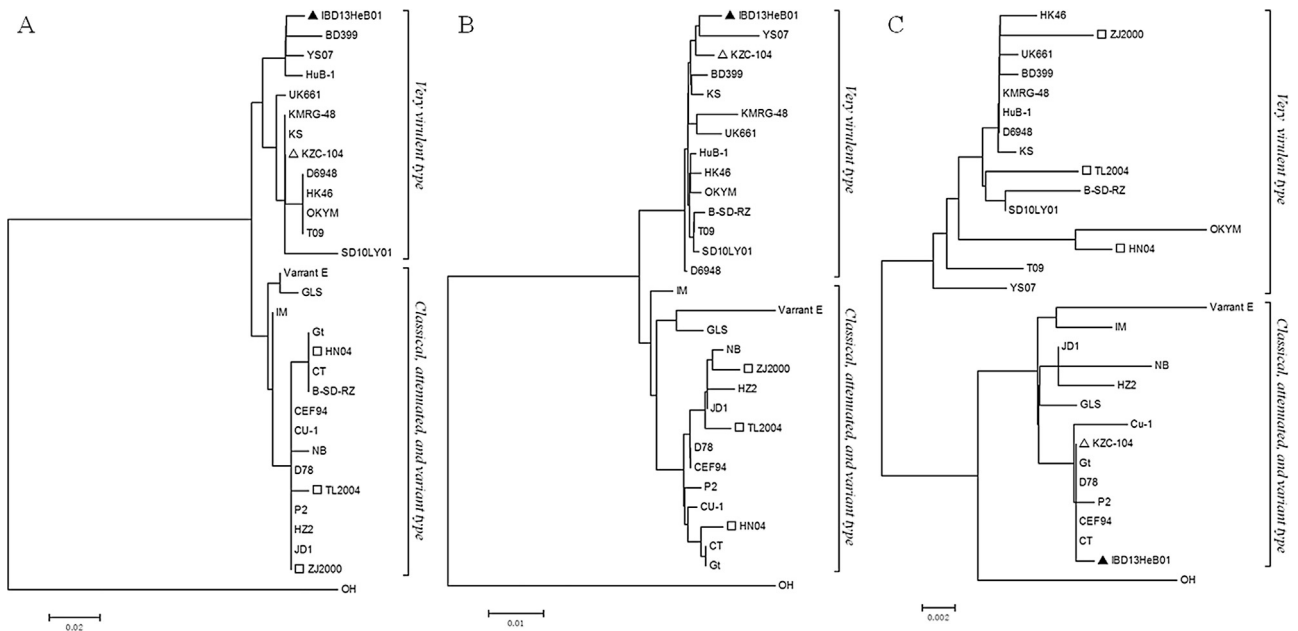 A
IBD13HeB01
BD399
YS07
HuB-1
UK661
KMRG-48
KS
KZC-104
D6948
HK46
OKYM
T09
SD10LY01
Very virulent type
Varrant E
GLS
IM
Gt
HN04
CT
B-SD-RZ
CEF94
CU-1
NB
D78
TL2004
P2
HZ2
JD1
ZJ2000
Classical, attenuated, and variant type
OH
0.02
B
IBD13HeB01
YS07
KZC-104
BD399
KS
KMRG-48
UK661
HuB-1
HK46
OKYM
B-SD-RZ
T09
SD10LY01
D6948
Very virulent type
IM
Varrant E
GLS
NB
ZJ2000
HZ2
JD1
TL2004
D78
CEF94
P2
CU-1
HN04
CT
Gt
Classical, attenuated, and variant type
OH
0.01
C
HK46
ZJ2000
UK661
BD399
KMRG-48
HuB-1
D6948
KS
TL2004
B-SD-RZ
SD10LY01
OKYM
HN04
T09
YS07
Very virulent type
Varrant E
IM
JD1
NB
HZ2
GLS
Cu-1
KZC-104
Gt
D78
P2
CEF94
CT
IBD13HeB01
Classical, attenuated, and variant type
OH
0.002